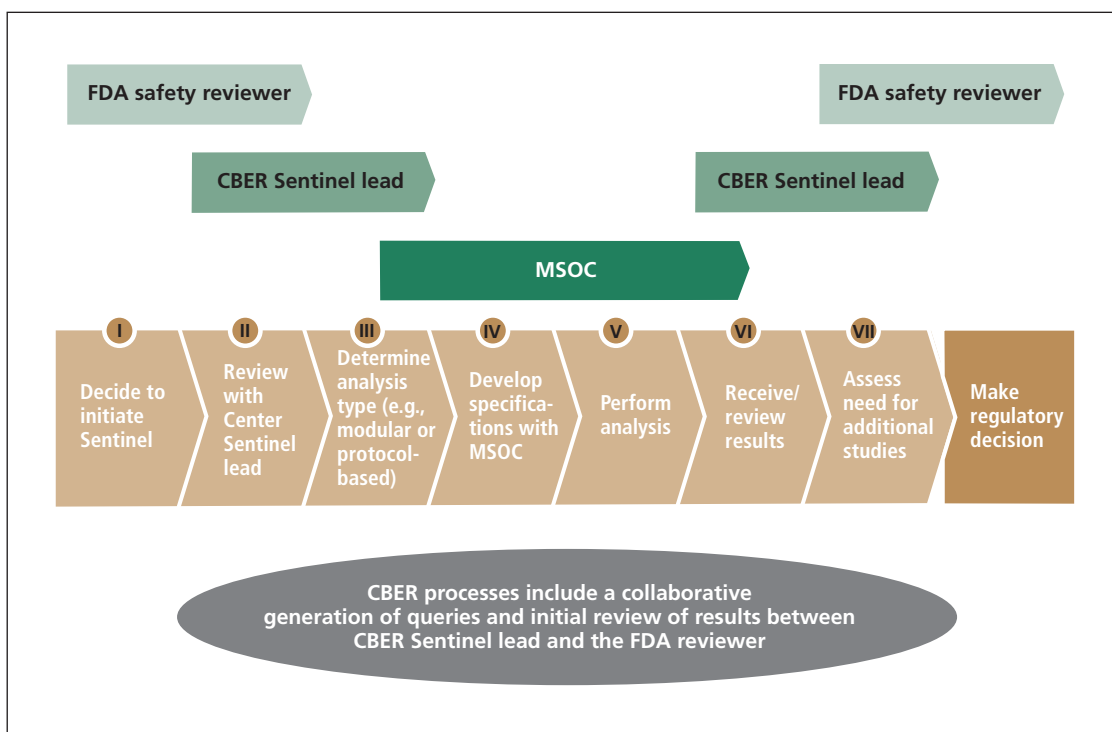 FDA safety reviewer
FDA safety reviewer
CBER Sentinel lead
CBER Sentinel lead
MSOC
I
Decide to
initiate
Sentinel
II
Review
with
Center
Sentinel
lead
III
Determine
analysis
type (e.g.,
modular or
protocol-
based)
IV
Develop
specifica-
tions with
MSOC
V
Perform
analysis
VI
Receive/
review
results
VII
Assess
need for
additional
studies
Make
regulatory
decision
CBER processes include a collaborative
generation of queries and initial review of results between
CBER Sentinel lead and the FDA reviewer